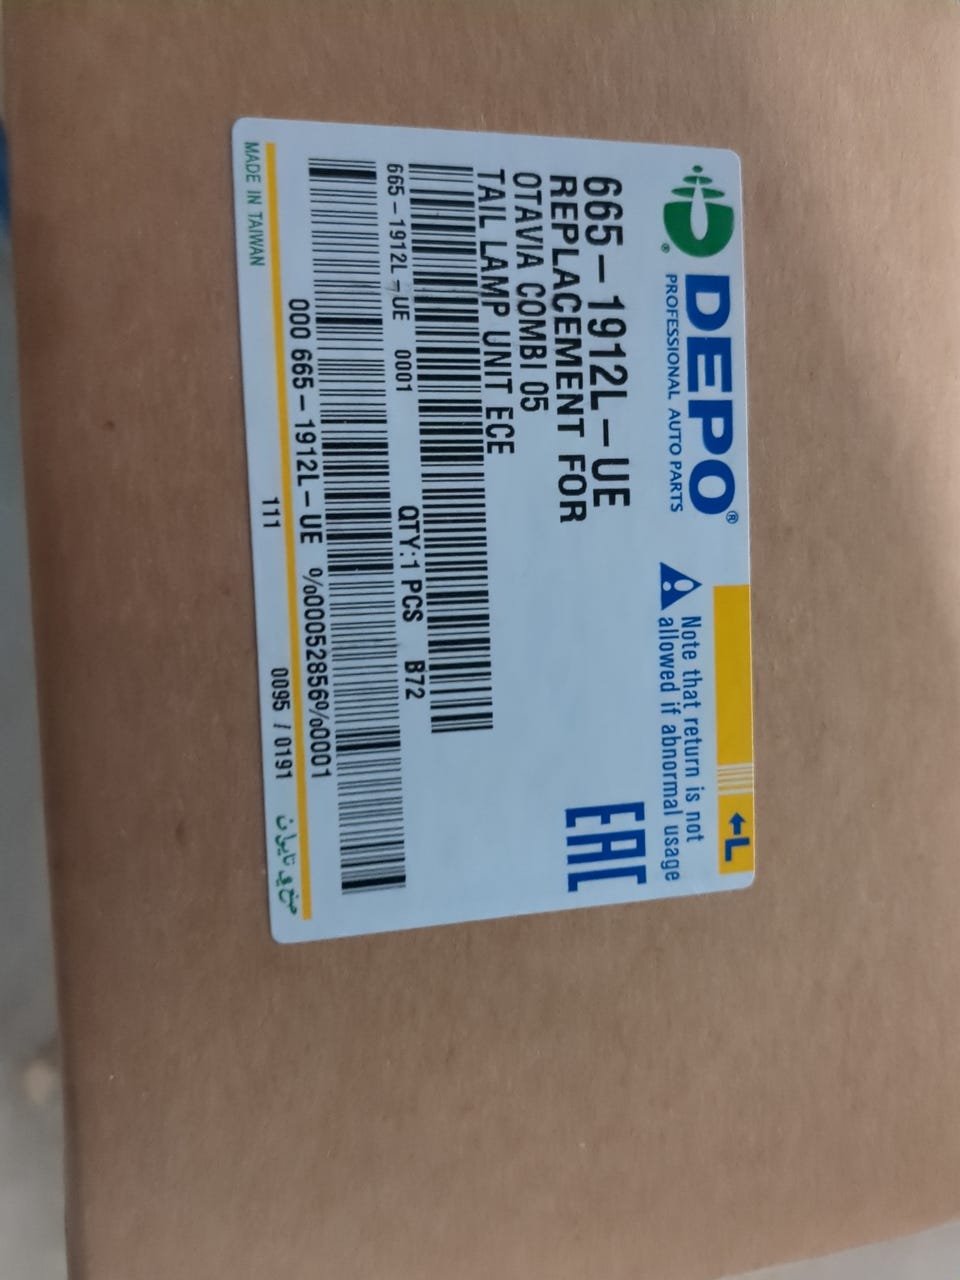 DEPO®
PROFESSIONAL AUTO PARTS
←L
Note that return is not
allowed if abnormal usage
665-1912L-UE
REPLACEMENT FOR
OTAVIA COMBI 05
TAIL LAMP UNIT ECE
EAC
665-1912L-UE 0001 QTY:1 PCS B72
000 665-1912L-UE %00052856%0001
111 0095 / 0191
MADE IN TAIWAN صنع في تايوان